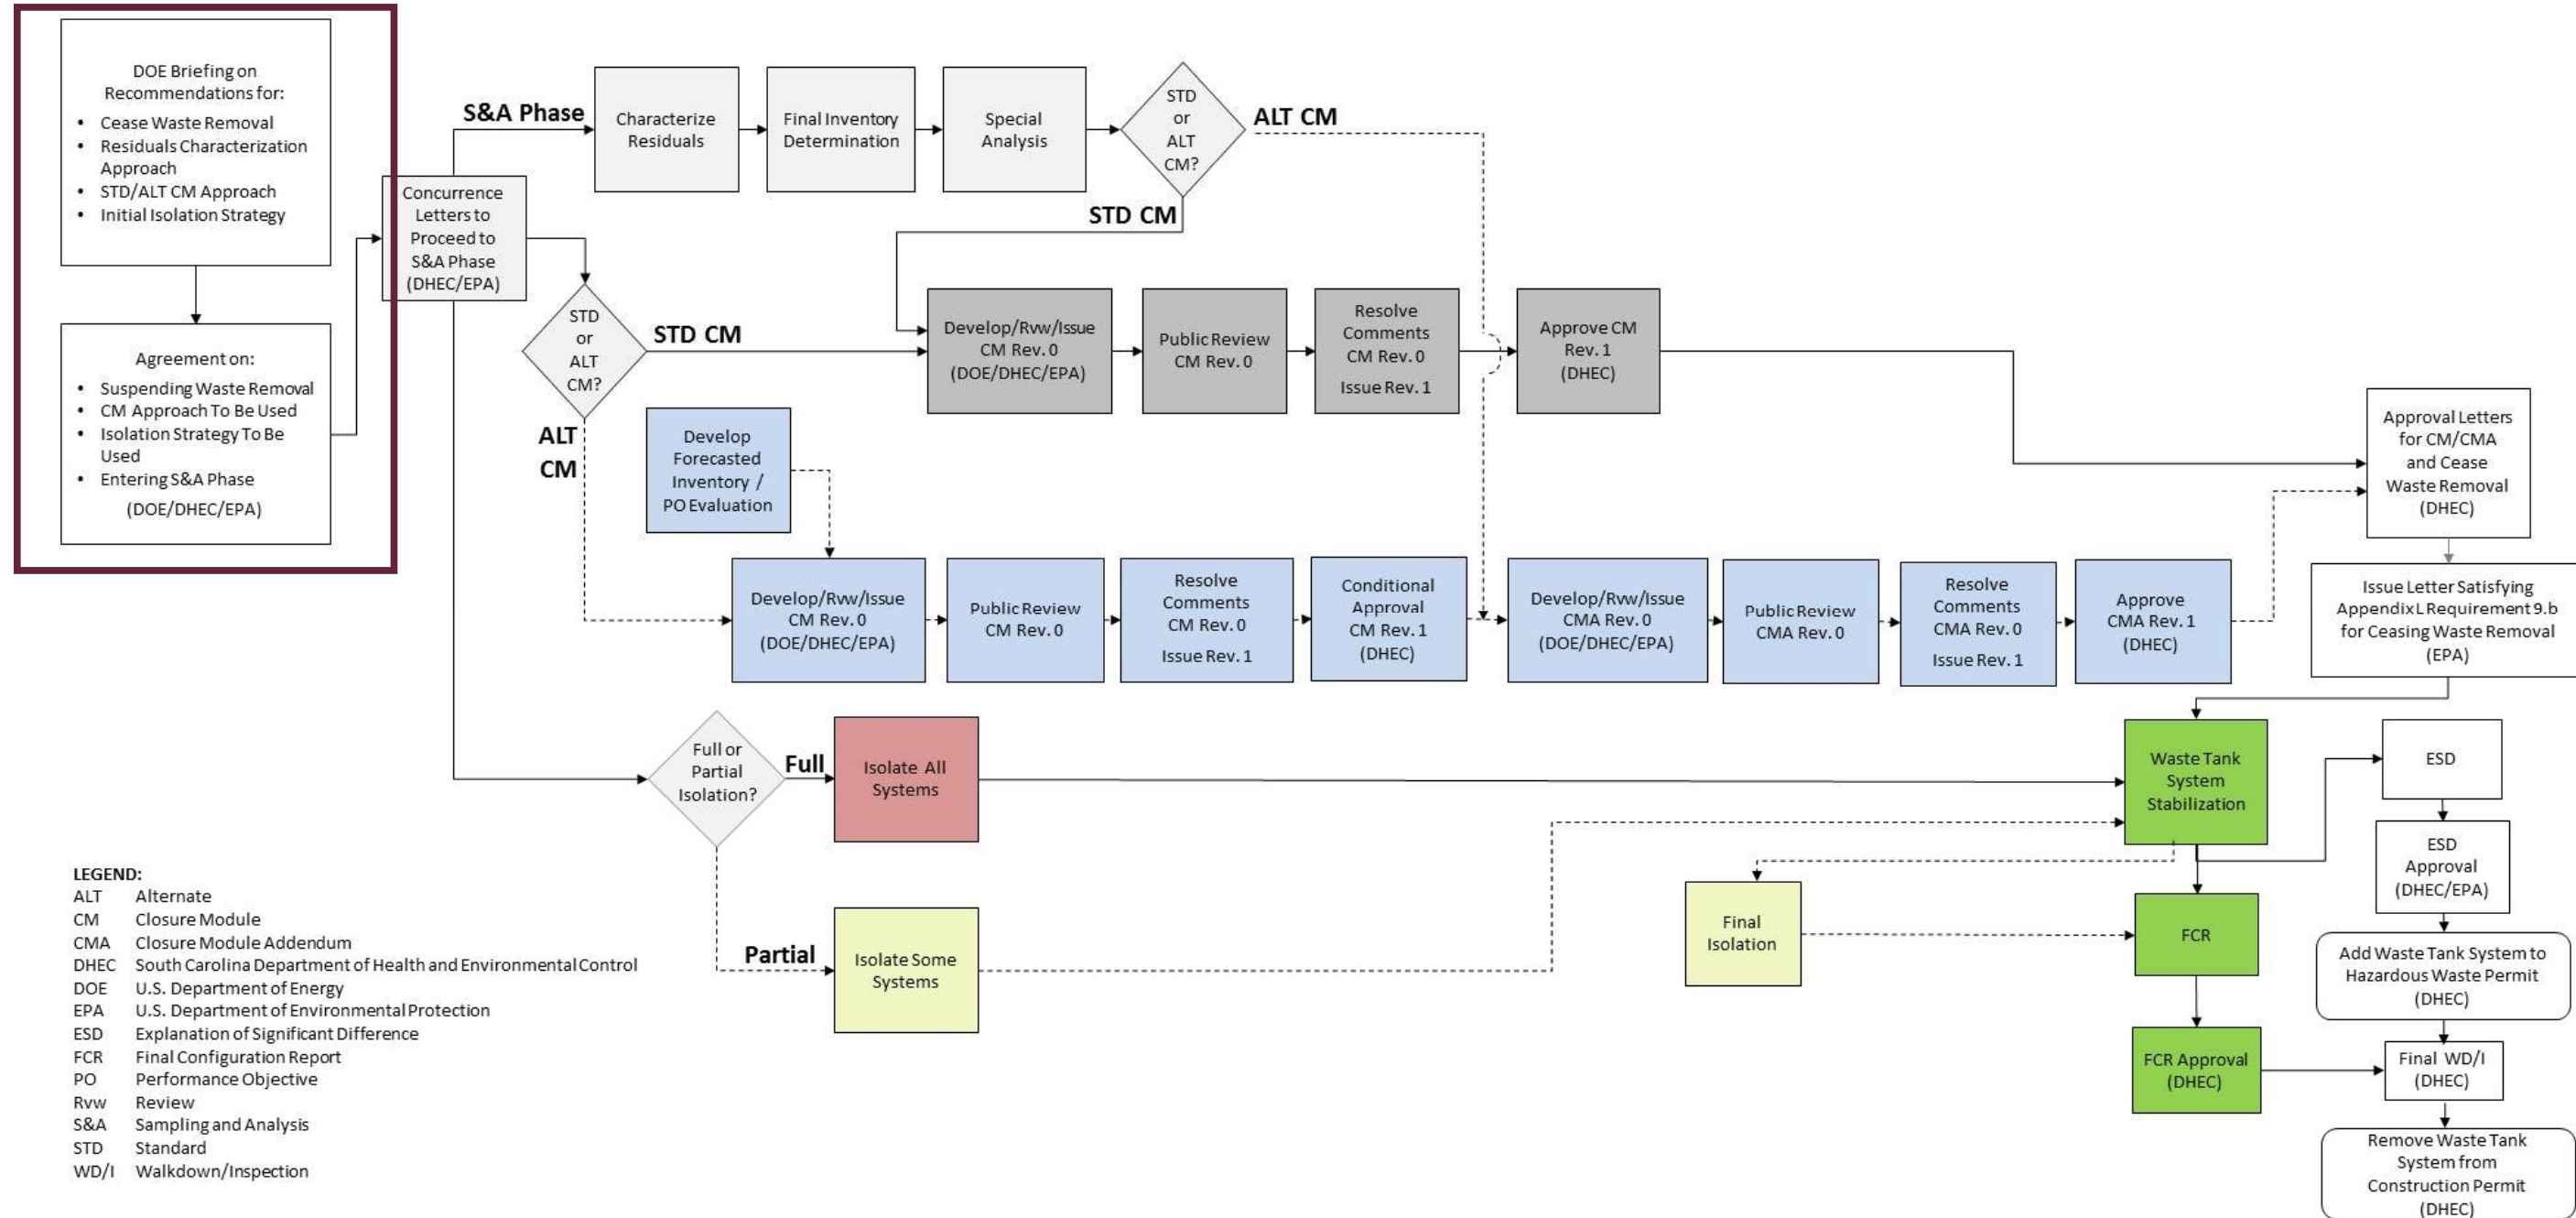 DOE Briefing on
Recommendations for:
• Cease Waste Removal
• Residuals Characterization
Approach
• STD/ALT CM Approach
• Initial Isolation Strategy
Agreement on:
• Suspending Waste Removal
• CM Approach To Be Used
• Isolation Strategy To Be
Used
• Entering S&A Phase
(DOE/DHEC/EPA)
Concurrence
Letters to
Proceed to
S&A Phase
(DHEC/EPA)
S&A Phase
Characterize
Residuals
Final Inventory
Determination
Special
Analysis
STD
or
ALT
CM?
ALT CM
STD CM
STD
or
ALT
CM?
STD CM
ALT
CM
Develop/Rvw/Issue
CM Rev. 0
(DOE/DHEC/EPA)
Public Review
CM Rev. 0
Resolve
Comments
CM Rev. 0
Issue Rev. 1
Approve CM
Rev. 1
(DHEC)
Develop
Forecasted
Inventory /
PO Evaluation
Develop/Rvw/Issue
CM Rev. 0
(DOE/DHEC/EPA)
Public Review
CM Rev. 0
Resolve
Comments
CM Rev. 0
Issue Rev. 1
Conditional
Approval
CM Rev. 1
(DHEC)
Develop/Rvw/Issue
CMA Rev. 0
(DOE/DHEC/EPA)
Public Review
CMA Rev. 0
Resolve
Comments
CMA Rev. 0
Issue Rev. 1
Approve
CMA Rev. 1
(DHEC)
Approval Letters
for CM/CMA
and Cease
Waste Removal
(DHEC)
Issue Letter Satisfying
Appendix L Requirement 9.b
for Ceasing Waste Removal
(EPA)
Full or
Partial
Isolation?
Full
Isolate All
Systems
Partial
Isolate Some
Systems
Waste Tank
System
Stabilization
Final
Isolation
FCR
FCR Approval
(DHEC)
ESD
ESD
Approval
(DHEC/EPA)
Add Waste Tank System to
Hazardous Waste Permit
(DHEC)
Final WD/I
(DHEC)
Remove Waste Tank
System from
Construction Permit
(DHEC)
LEGEND:
ALT Alternate
CM Closure Module
CMA Closure Module Addendum
DHEC South Carolina Department of Health and Environmental Control
DOE U.S. Department of Energy
EPA U.S. Department of Environmental Protection
ESD Explanation of Significant Difference
FCR Final Configuration Report
PO Performance Objective
Rvw Review
S&A Sampling and Analysis
STD Standard
WD/I Walkdown/Inspection